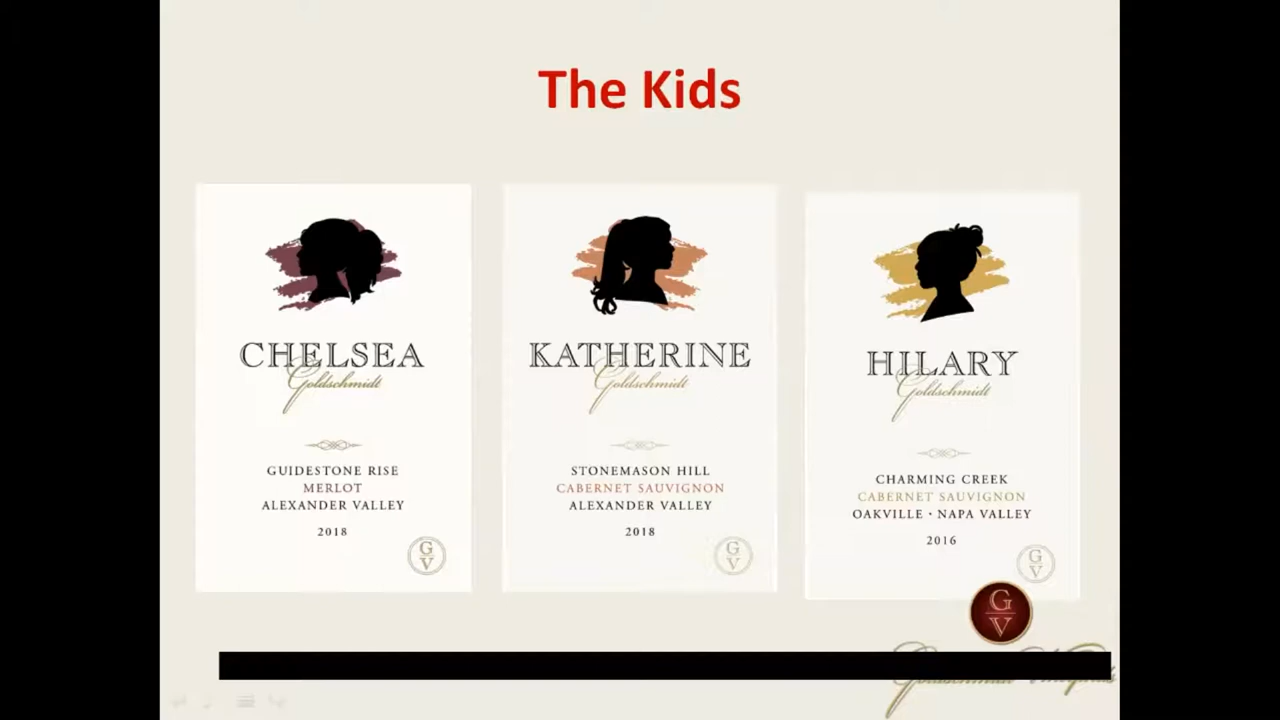 The Kids
CHELSEA
Goldschmidt
GUIDESTONE RISE
MERLOT
ALEXANDER VALLEY
2018
G
V
KATHERINE
Goldschmidt
STONEMASON HILL
CABERNET SAUVIGNON
ALEXANDER VALLEY
2018
G
V
HILARY
Goldschmidt
CHARMING CREEK
CABERNET SAUVIGNON
OAKVILLE • NAPA VALLEY
2016
G
V
G
V